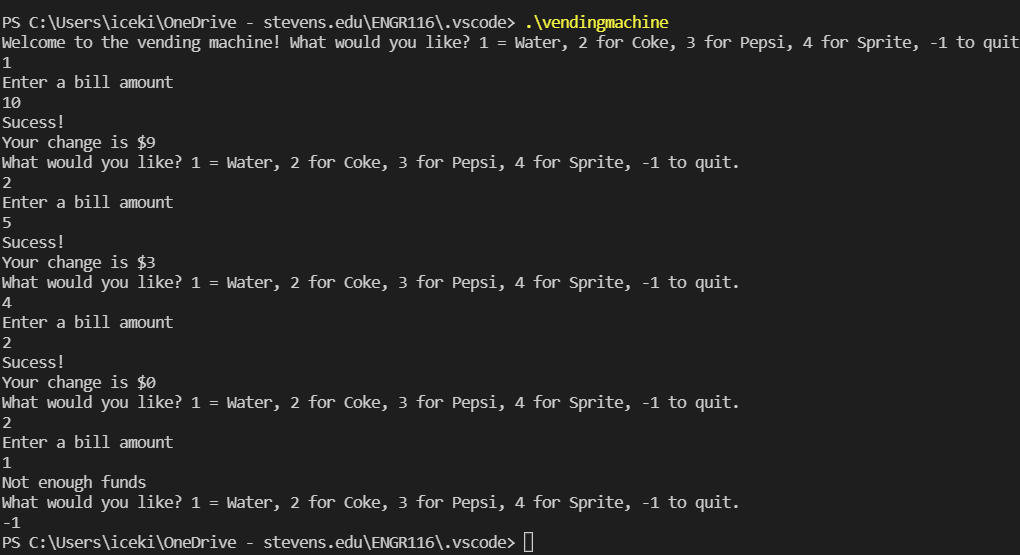 PS C:\Users\iceki\OneDrive - stevens.edu\ENGR116\.vscode> .\vendingmachine
Welcome to the vending machine! What would you like? 1 = Water, 2 for Coke, 3 for Pepsi, 4 for Sprite, -1 to quit
1
Enter a bill amount
10
Sucess!
Your change is $9
What would you like? 1 = Water, 2 for Coke, 3 for Pepsi, 4 for Sprite, -1 to quit.
2
Enter a bill amount
5
Sucess!
Your change is $3
What would you like? 1 = Water, 2 for Coke, 3 for Pepsi, 4 for Sprite, -1 to quit.
4
Enter a bill amount
2
Sucess!
Your change is $0
What would you like? 1 = Water, 2 for Coke, 3 for Pepsi, 4 for Sprite, -1 to quit.
2
Enter a bill amount
1
Not enough funds
What would you like? 1 = Water, 2 for Coke, 3 for Pepsi, 4 for Sprite, -1 to quit.
-1
PS C:\Users\iceki\OneDrive - stevens.edu\ENGR116\.vscode>